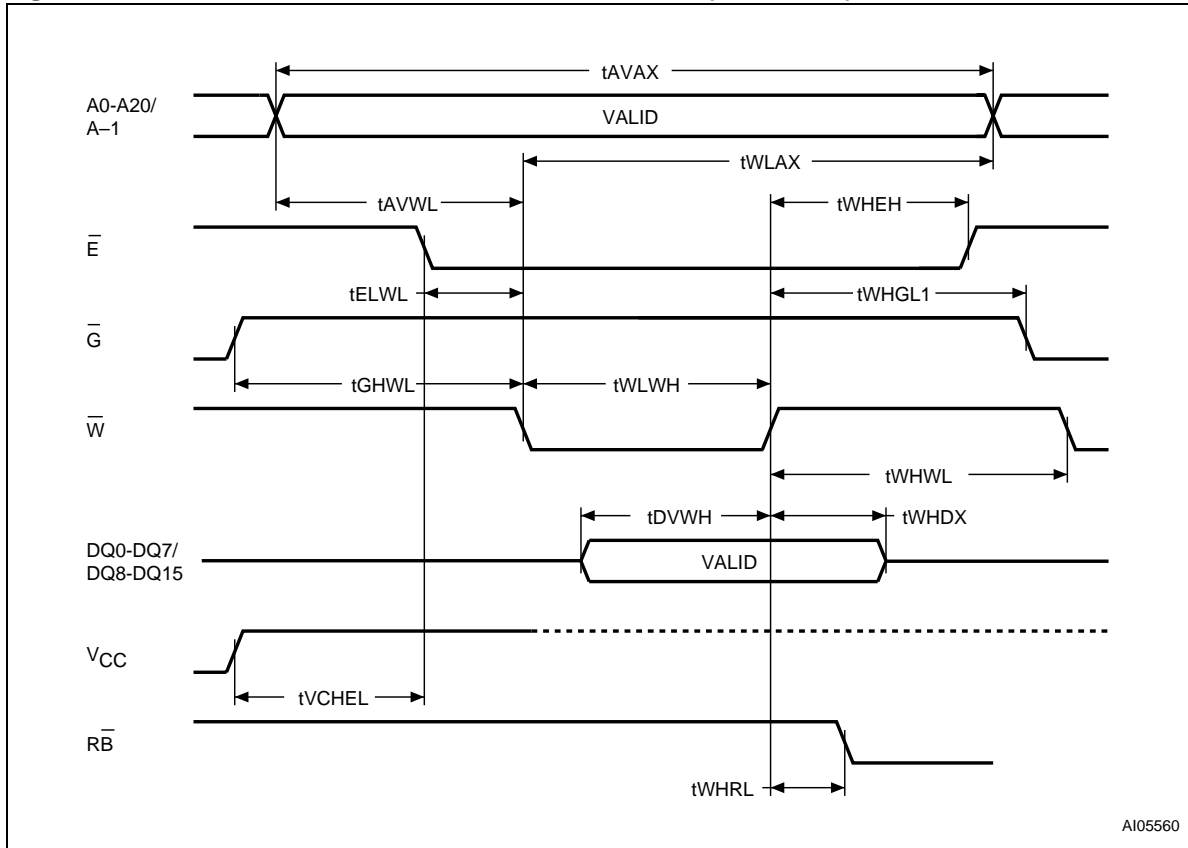 tAVAX
A0-A20/
A–1
VALID
tWLAX
tAVWL
tWHEH
E̅
tELWL
tWHGL1
G̅
tGHWL
tWLWH
W̅
tWHWL
tDVWH
tWHDX
DQ0-DQ7/
DQ8-DQ15
VALID
VCC
tVCHEL
RB̅
tWHRL
AI05560